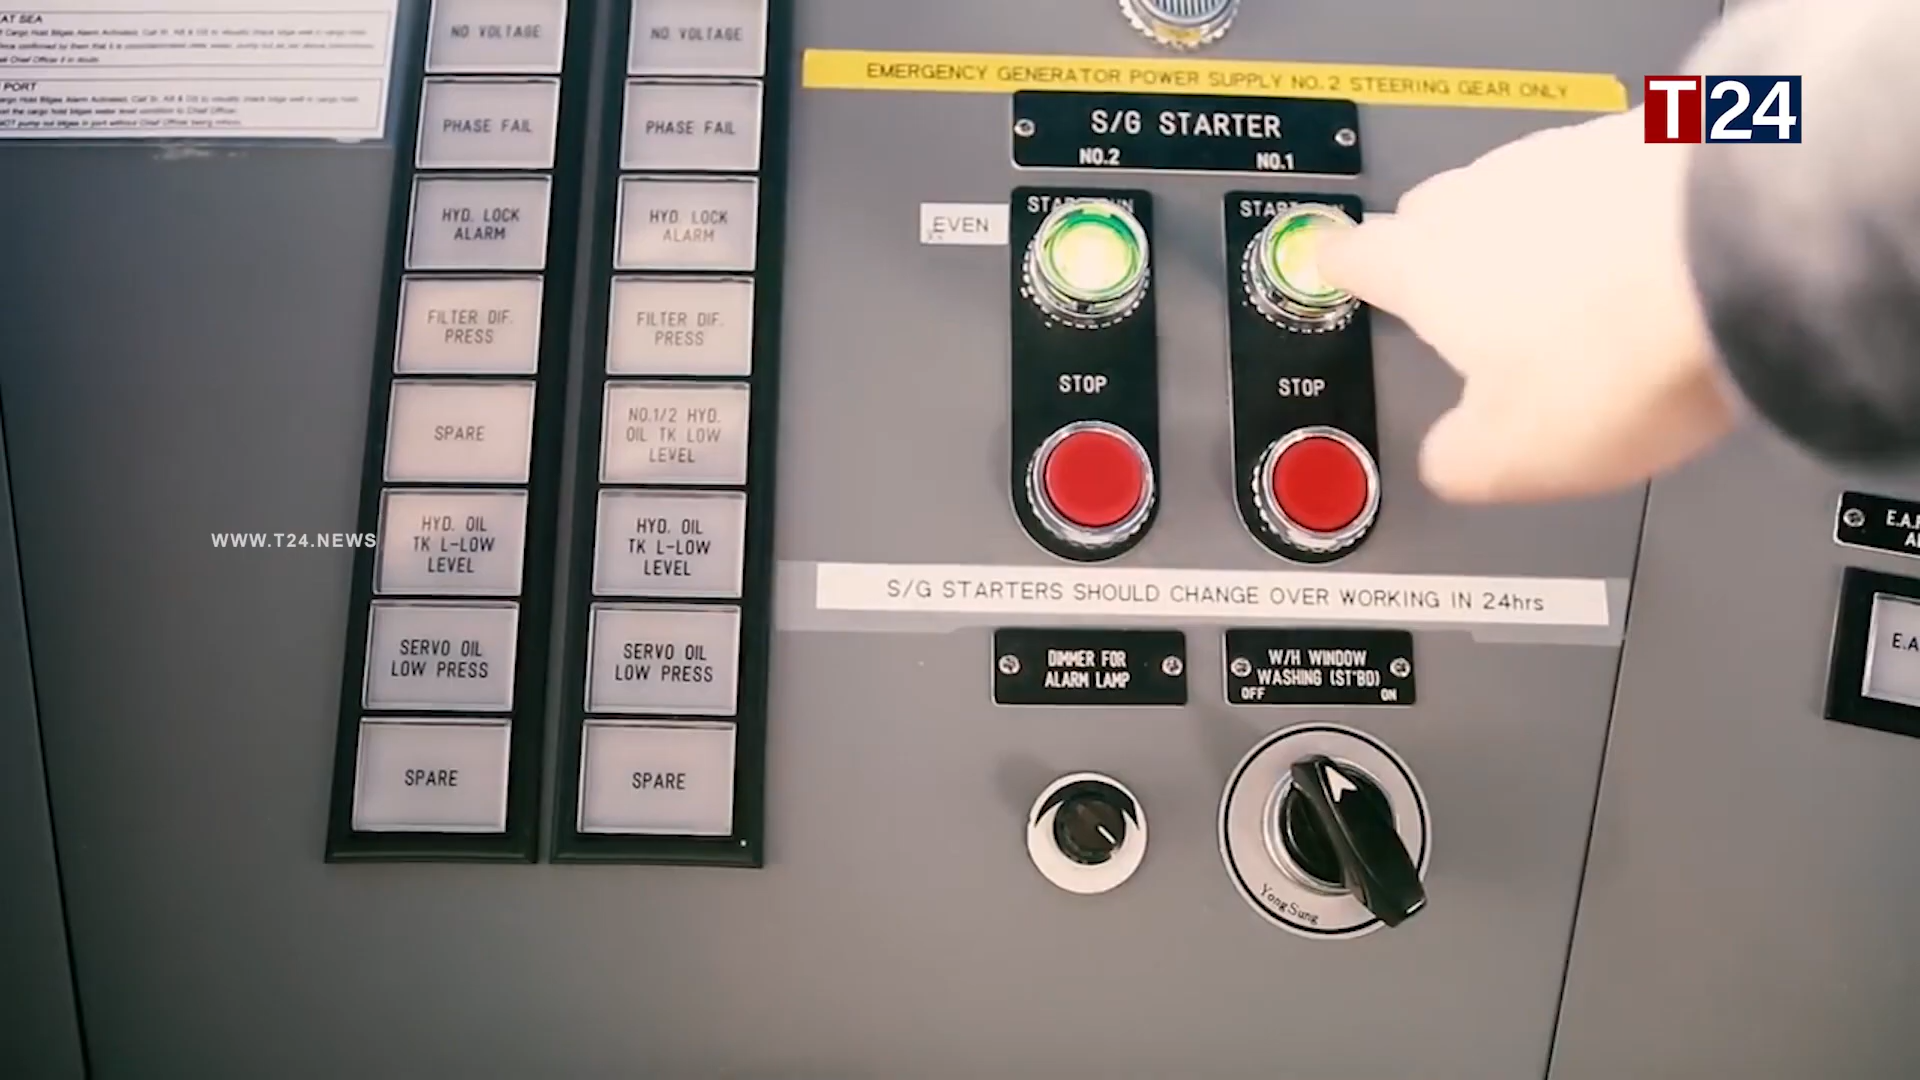 AT SEA
PORT
NO VOLTAGE
NO VOLTAGE
PHASE FAIL
PHASE FAIL
HYD. LOCK
ALARM
HYD. LOCK
ALARM
FILTER DIF.
PRESS
FILTER DIF.
PRESS
SPARE
NO.1/2 HYD.
OIL TK LOW
LEVEL
HYD. OIL
TK L-LOW
LEVEL
HYD. OIL
TK L-LOW
LEVEL
SERVO OIL
LOW PRESS
SERVO OIL
LOW PRESS
SPARE
SPARE
EMERGENCY GENERATOR POWER SUPPLY NO.2 STEERING GEAR ONLY
T24
S/G STARTER
NO.2 NO.1
EVEN
STOP
STOP
S/G STARTERS SHOULD CHANGE OVER WORKING IN 24hrs
DIMMER FOR
ALARM LAMP
W/H WINDOW
WASHING (ST'BD)
OFF ON
YongSung
WWW.T24.NEWS